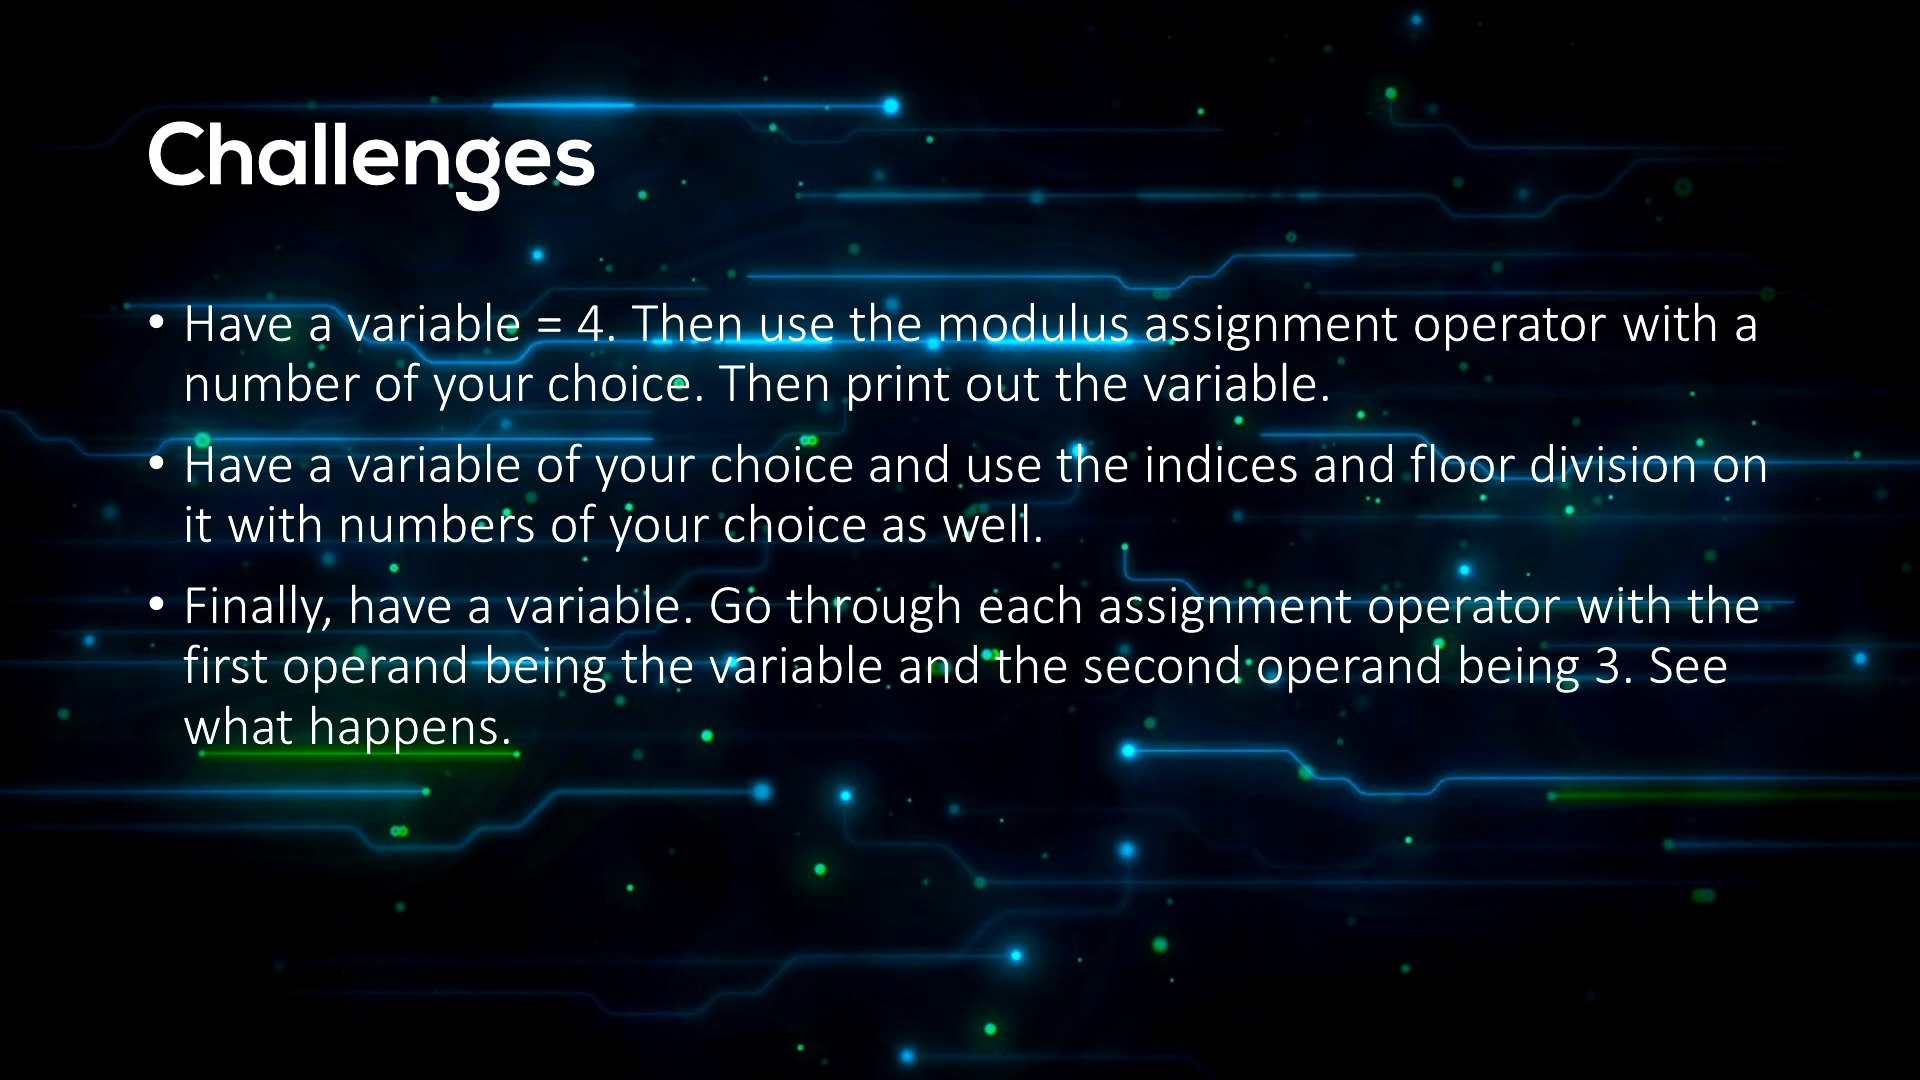 Challenges
• Have a variable = 4. Then use the modulus assignment operator with a
number of your choice. Then print out the variable.
• Have a variable of your choice and use the indices and floor division on
it with numbers of your choice as well.
• Finally, have a variable. Go through each assignment operator with the
first operand being the variable and the second operand being 3. See
what happens.